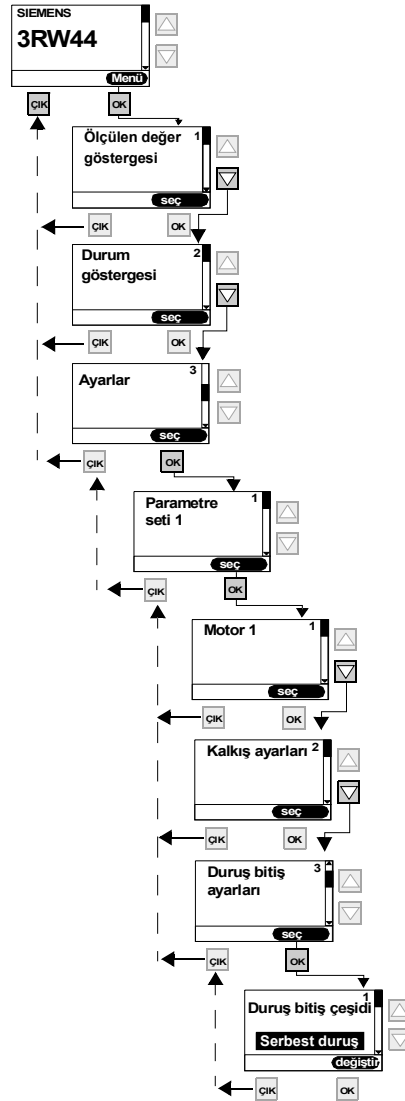 SIEMENS
3RW44
Menü
ÇIK
OK
Ölçülen değer 1
göstergesi
seç
ÇIK
OK
Durum 2
göstergesi
seç
ÇIK
OK
Ayarlar 3
seç
ÇIK
OK
Parametre 1
seti 1
seç
ÇIK
OK
Motor 1 1
seç
ÇIK
OK
Kalkış ayarları 2
seç
ÇIK
OK
Duruş bitiş 3
ayarları
seç
ÇIK
OK
1
Duruş bitiş çeşidi
Serbest duruş
değiştir
ÇIK
OK